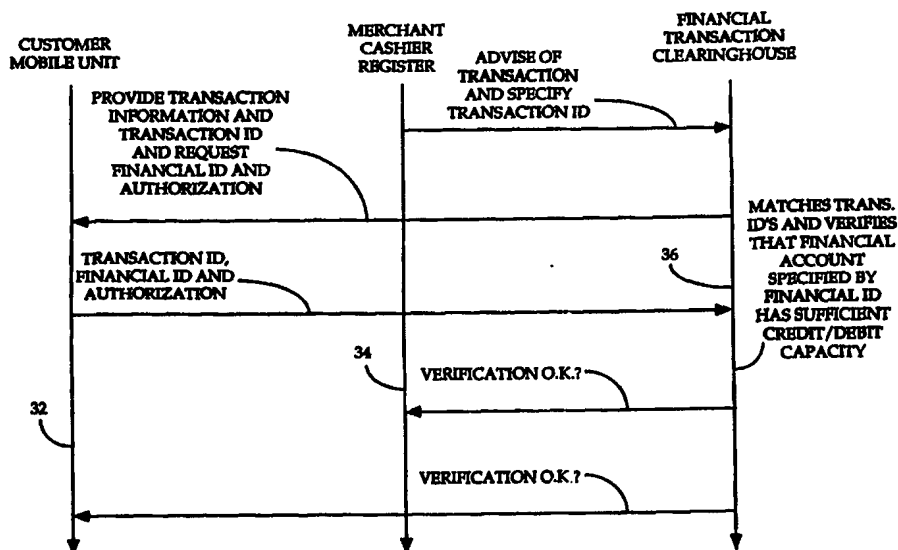 CUSTOMER
MOBILE UNIT
MERCHANT
CASHIER
REGISTER
FINANCIAL
TRANSACTION
CLEARINGHOUSE
ADVISE OF
TRANSACTION
AND SPECIFY
TRANSACTION ID
PROVIDE TRANSACTION
INFORMATION AND
TRANSACTION ID
AND REQUEST
FINANCIAL ID AND
AUTHORIZATION
MATCHES TRANS.
ID'S AND VERIFIES
THAT FINANCIAL
ACCOUNT
SPECIFIED BY
FINANCIAL ID
HAS SUFFICIENT
CREDIT/DEBIT
CAPACITY
36
TRANSACTION ID,
FINANCIAL ID AND
AUTHORIZATION
34
VERIFICATION O.K.?
32
VERIFICATION O.K.?